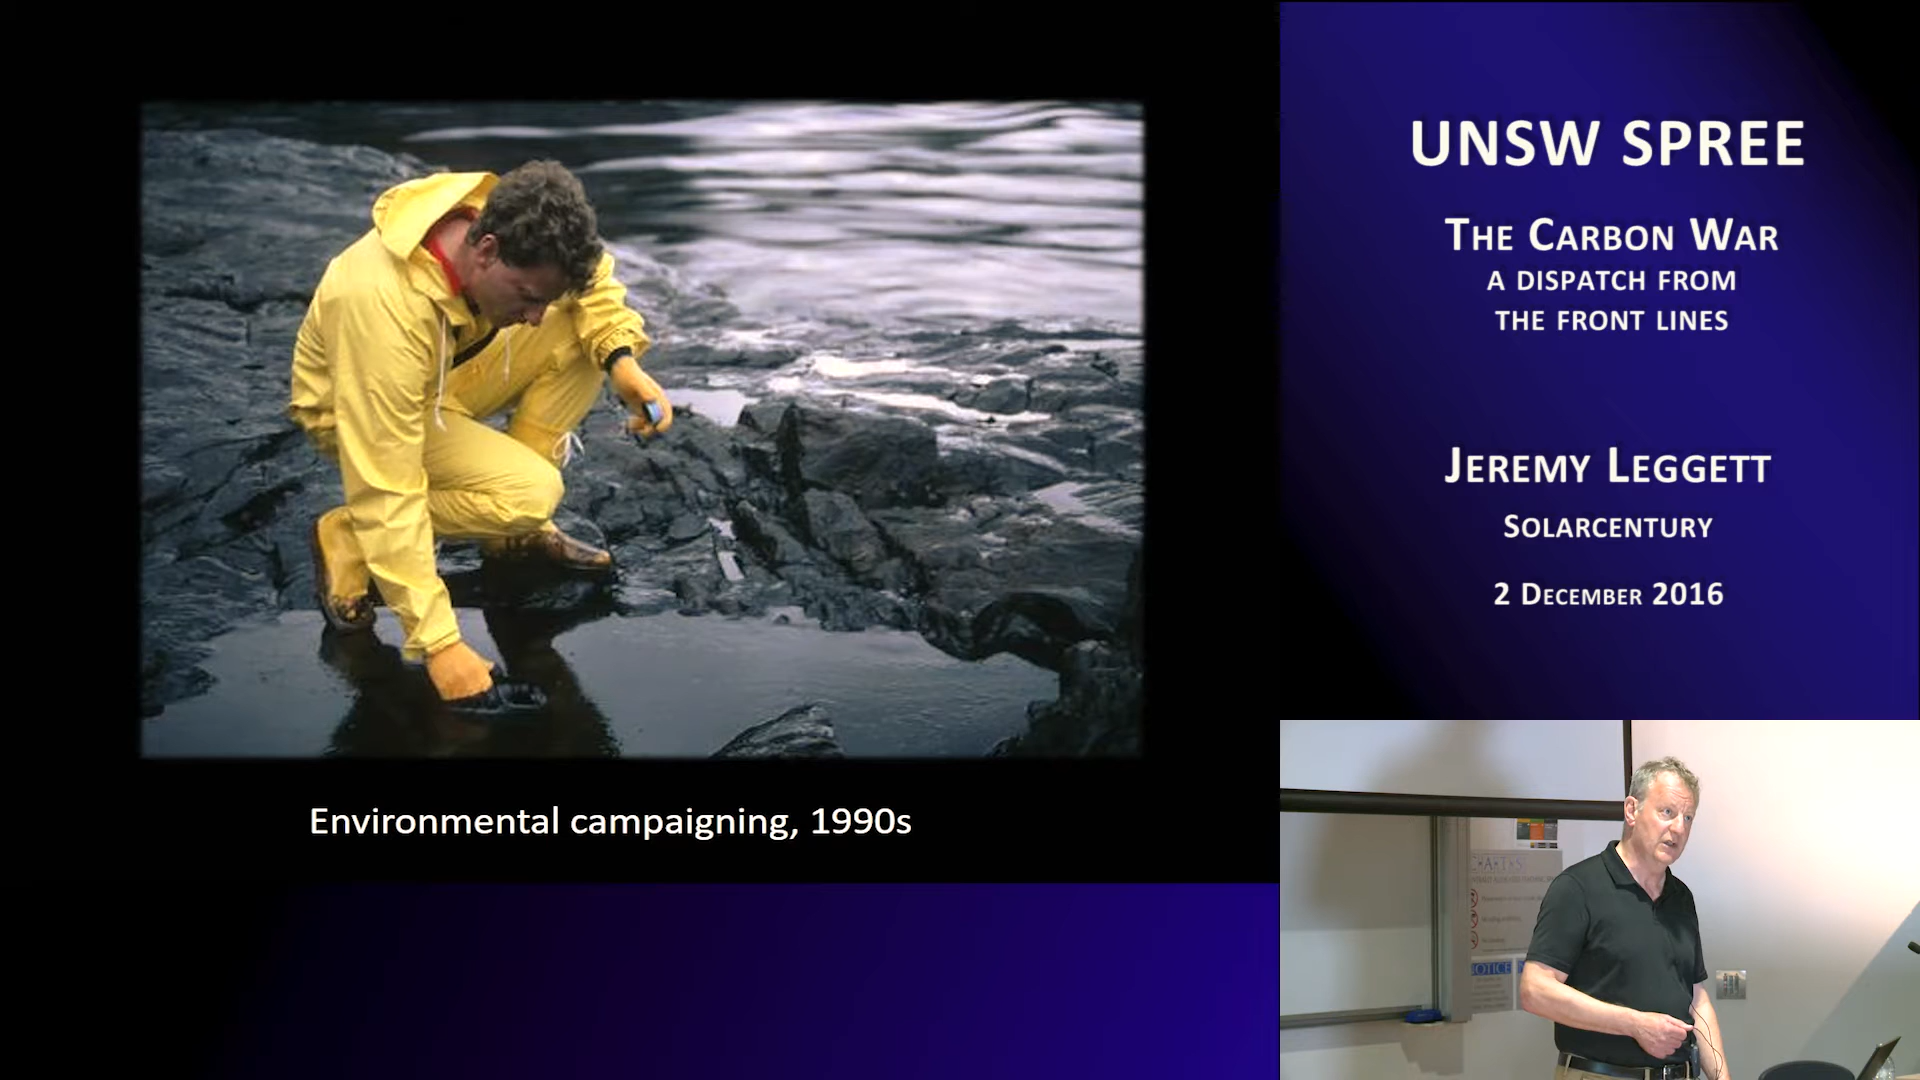 Environmental campaigning, 1990s
UNSW SPREE
THE CARBON WAR
A DISPATCH FROM
THE FRONT LINES
JEREMY LEGGETT
SOLARCENTURY
2 DECEMBER 2016
NOTICE